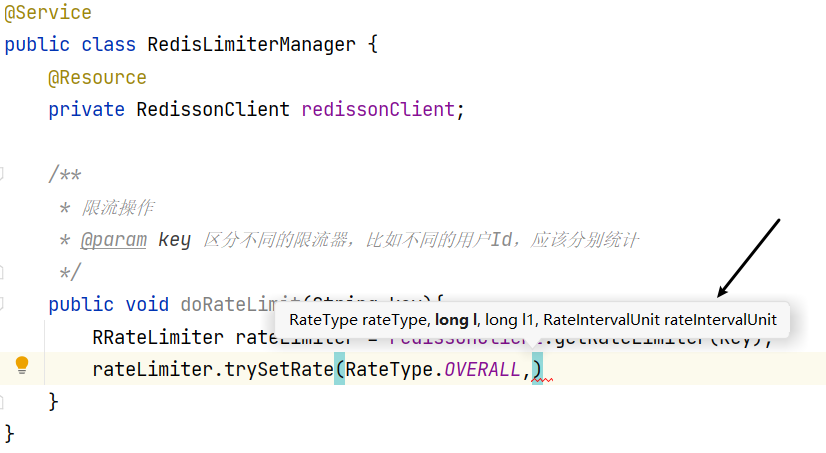 @Service
public class RedisLimiterManager {
@Resource
private RedissonClient redissonClient;
/**
* 限流操作
* @param key 区分不同的限流器，比如不同的用户Id，应该分别统计
*/
public void doRateLimit(String key){
RateType rateType, long l, long l1, RateIntervalUnit rateIntervalUnit
RRateLimiter rateLimiter = redissonClient.getRateLimiter(key);
rateLimiter.trySetRate(RateType.OVERALL,)
}
}